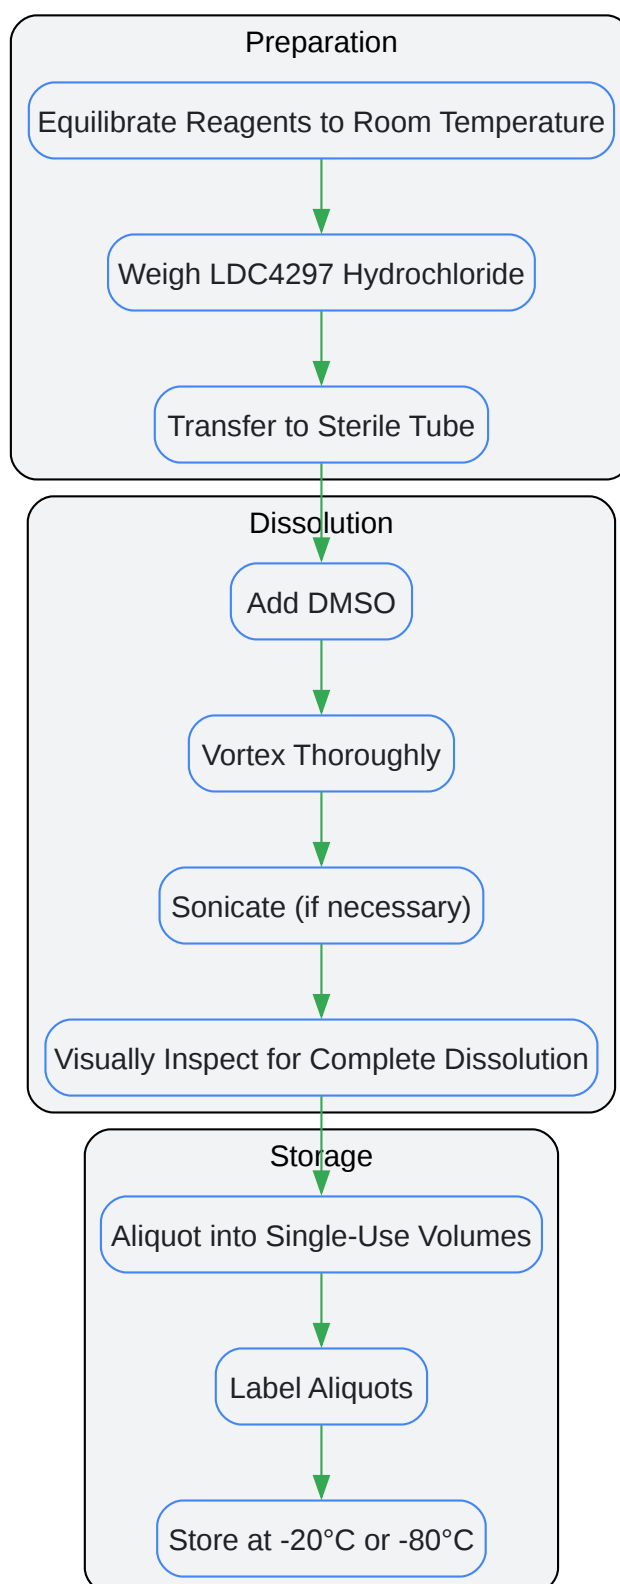 Preparation
Equilibrate Reagents to Room Temperature
Weigh LDC4297 Hydrochloride
Transfer to Sterile Tube
Dissolution
Add DMSO
Vortex Thoroughly
Sonicate (if necessary)
Visually Inspect for Complete Dissolution
Storage
Aliquot into Single-Use Volumes
Label Aliquots
Store at -20°C or -80°C